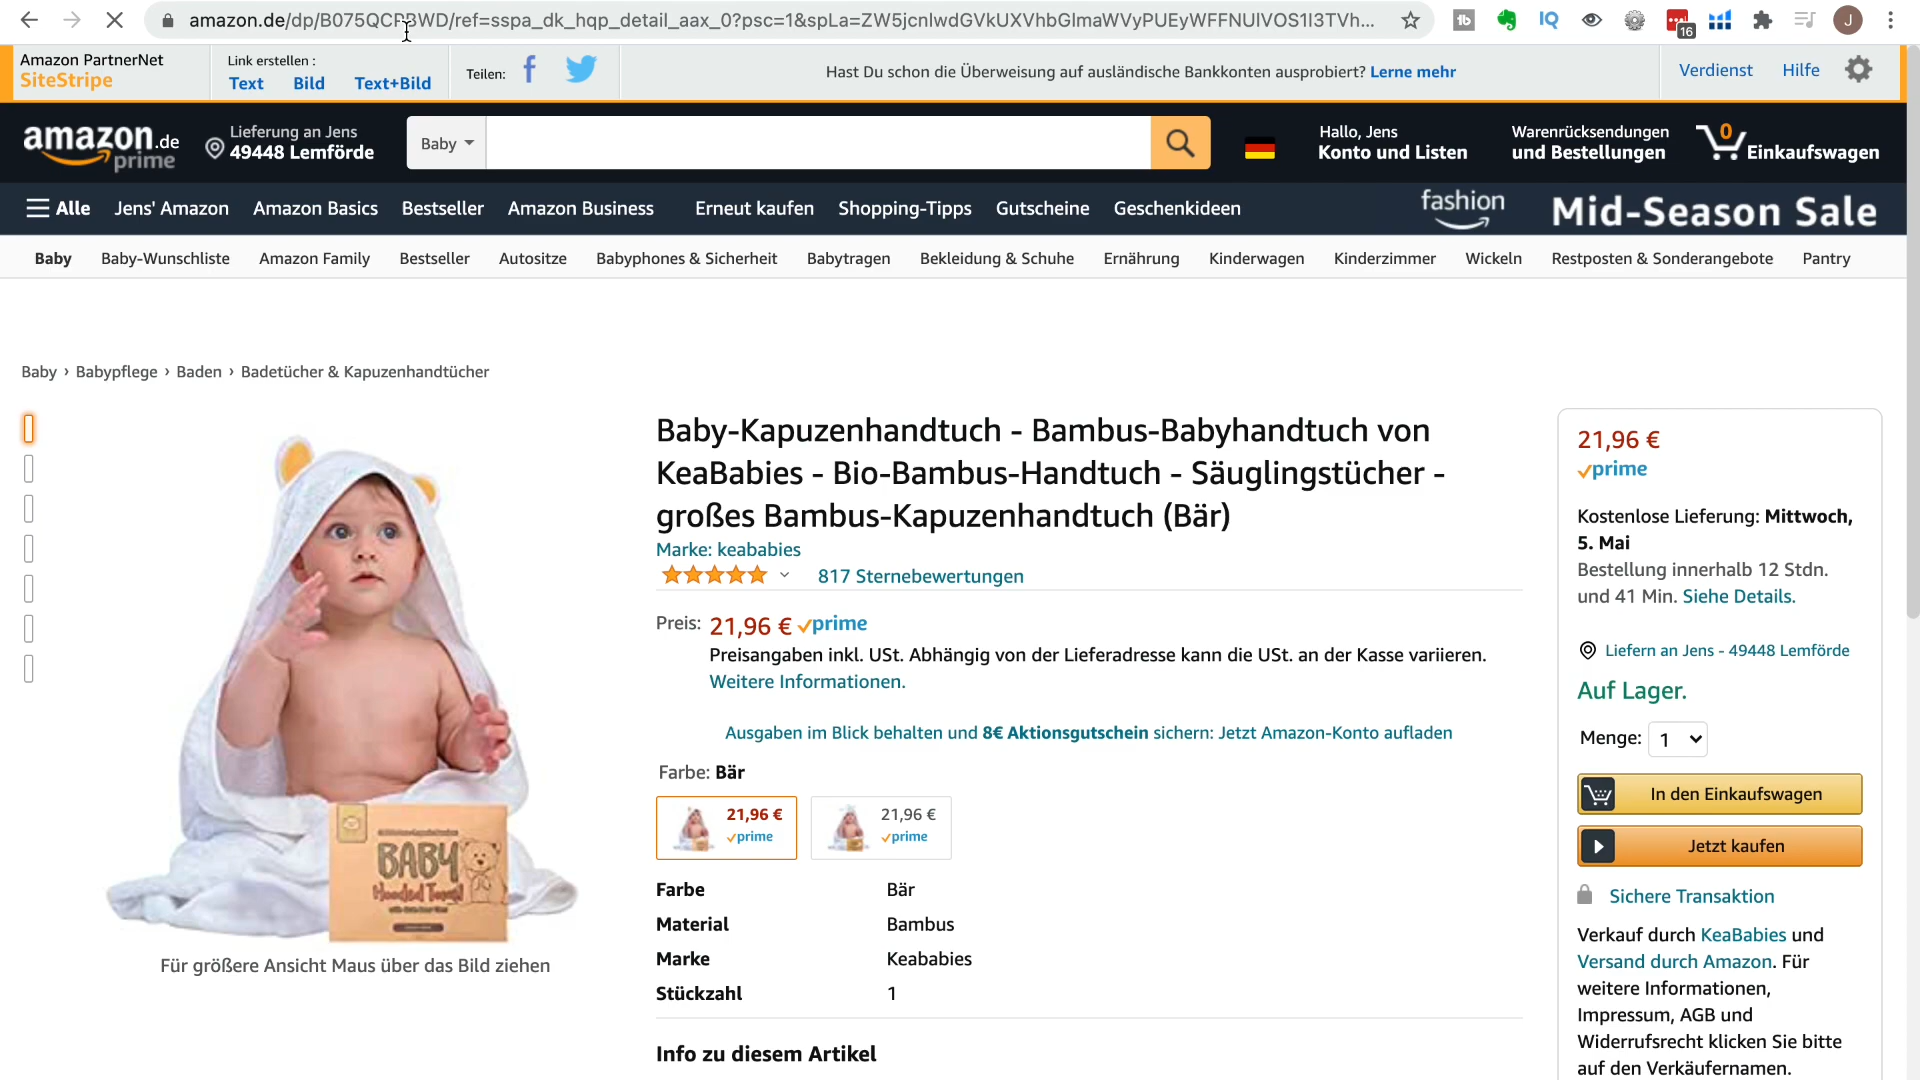 amazon.de/dp/B075QCPBWD/ref=sspa_dk_hqp_detail_aax_0?psc=1&spLa=ZW5jcnlwdGVkUXVhbGlmaWVyPUEyWFFNUlVOS1I3TVh...
16
J
Amazon PartnerNet
SiteStripe
Link erstellen :
Text Bild Text+Bild
Teilen:
Hast Du schon die Überweisung auf ausländische Bankkonten ausprobiert? Lerne mehr
Verdienst Hilfe
amazon.de
prime
Lieferung an Jens
49448 Lemförde
Baby
Hallo, Jens
Konto und Listen
Warenrücksendungen
und Bestellungen
0
Einkaufswagen
Alle Jens' Amazon Amazon Basics Bestseller Amazon Business Erneut kaufen Shopping-Tipps Gutscheine Geschenkideen
fashion Mid-Season Sale
Baby Baby-Wunschliste Amazon Family Bestseller Autositze Babyphones & Sicherheit Babytragen Bekleidung & Schuhe Ernährung Kinderwagen Kinderzimmer Wickeln Restposten & Sonderangebote Pantry
Baby › Babypflege › Baden › Badetücher & Kapuzenhandtücher
BABY
Hooded Towel
Für größere Ansicht Maus über das Bild ziehen
Baby-Kapuzenhandtuch - Bambus-Babyhandtuch von
KeaBabies - Bio-Bambus-Handtuch - Säuglingstücher -
großes Bambus-Kapuzenhandtuch (Bär)
Marke: keababies
817 Sternebewertungen
Preis: 21,96 € prime
Preisangaben inkl. USt. Abhängig von der Lieferadresse kann die USt. an der Kasse variieren.
Weitere Informationen.
Ausgaben im Blick behalten und 8€ Aktionsgutschein sichern: Jetzt Amazon-Konto aufladen
Farbe: Bär
21,96 €
prime
21,96 €
prime
Farbe Bär
Material Bambus
Marke Keababies
Stückzahl 1
Info zu diesem Artikel
21,96 €
prime
Kostenlose Lieferung: Mittwoch,
5. Mai
Bestellung innerhalb 12 Stdn.
und 41 Min. Siehe Details.
Liefern an Jens - 49448 Lemförde
Auf Lager.
Menge: 1
In den Einkaufswagen
Jetzt kaufen
Sichere Transaktion
Verkauf durch KeaBabies und
Versand durch Amazon. Für
weitere Informationen,
Impressum, AGB und
Widerrufsrecht klicken Sie bitte
auf den Verkäufernamen.